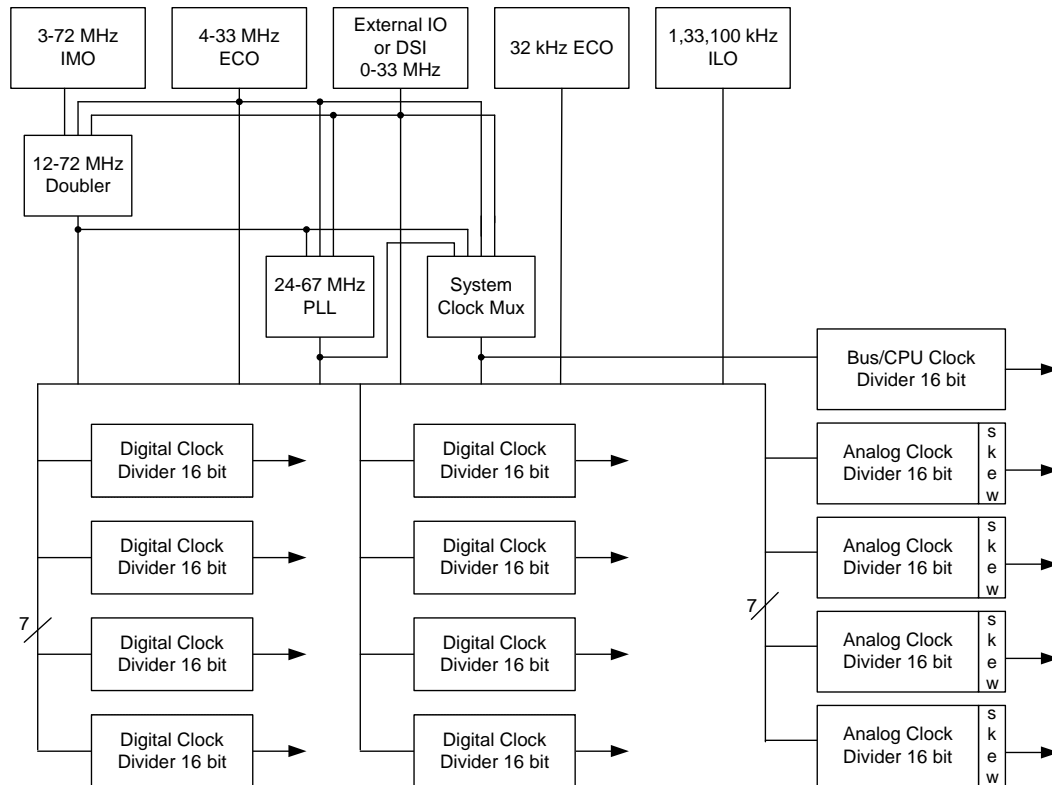 3-72 MHz
IMO
4-33 MHz
ECO
External IO
or DSI
0-33 MHz
32 kHz ECO
1,33,100 kHz
ILO
12-72 MHz
Doubler
24-67 MHz
PLL
System
Clock Mux
Bus/CPU Clock
Divider 16 bit
Digital Clock
Divider 16 bit
Digital Clock
Divider 16 bit
Analog Clock
Divider 16 bit
s
k
e
w
Digital Clock
Divider 16 bit
Digital Clock
Divider 16 bit
Analog Clock
Divider 16 bit
s
k
e
w
7
7
Digital Clock
Divider 16 bit
Digital Clock
Divider 16 bit
Analog Clock
Divider 16 bit
s
k
e
w
Digital Clock
Divider 16 bit
Digital Clock
Divider 16 bit
Analog Clock
Divider 16 bit
s
k
e
w